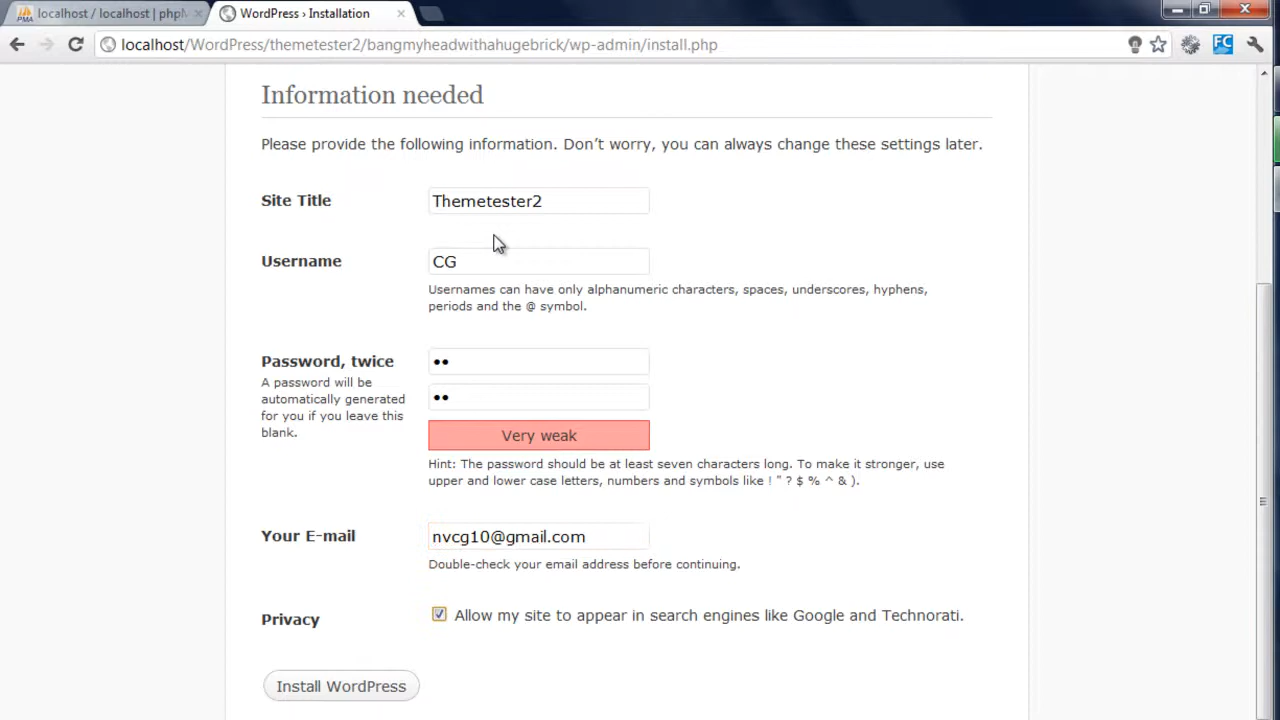 localhost / localhost | phpM
WordPress › Installation
localhost/WordPress/themetester2/bangmyheadwithahugebrick/wp-admin/install.php
FC
Information needed
Please provide the following information. Don’t worry, you can always change these settings later.
Site Title
Themetester2
Username
CG
Usernames can have only alphanumeric characters, spaces, underscores, hyphens,
periods and the @ symbol.
Password, twice
A password will be
automatically generated
for you if you leave this
blank.
••
••
Very weak
Hint: The password should be at least seven characters long. To make it stronger, use
upper and lower case letters, numbers and symbols like ! " ? $ % ^ & ).
Your E-mail
nvcg10@gmail.com
Double-check your email address before continuing.
Privacy
Allow my site to appear in search engines like Google and Technorati.
Install WordPress